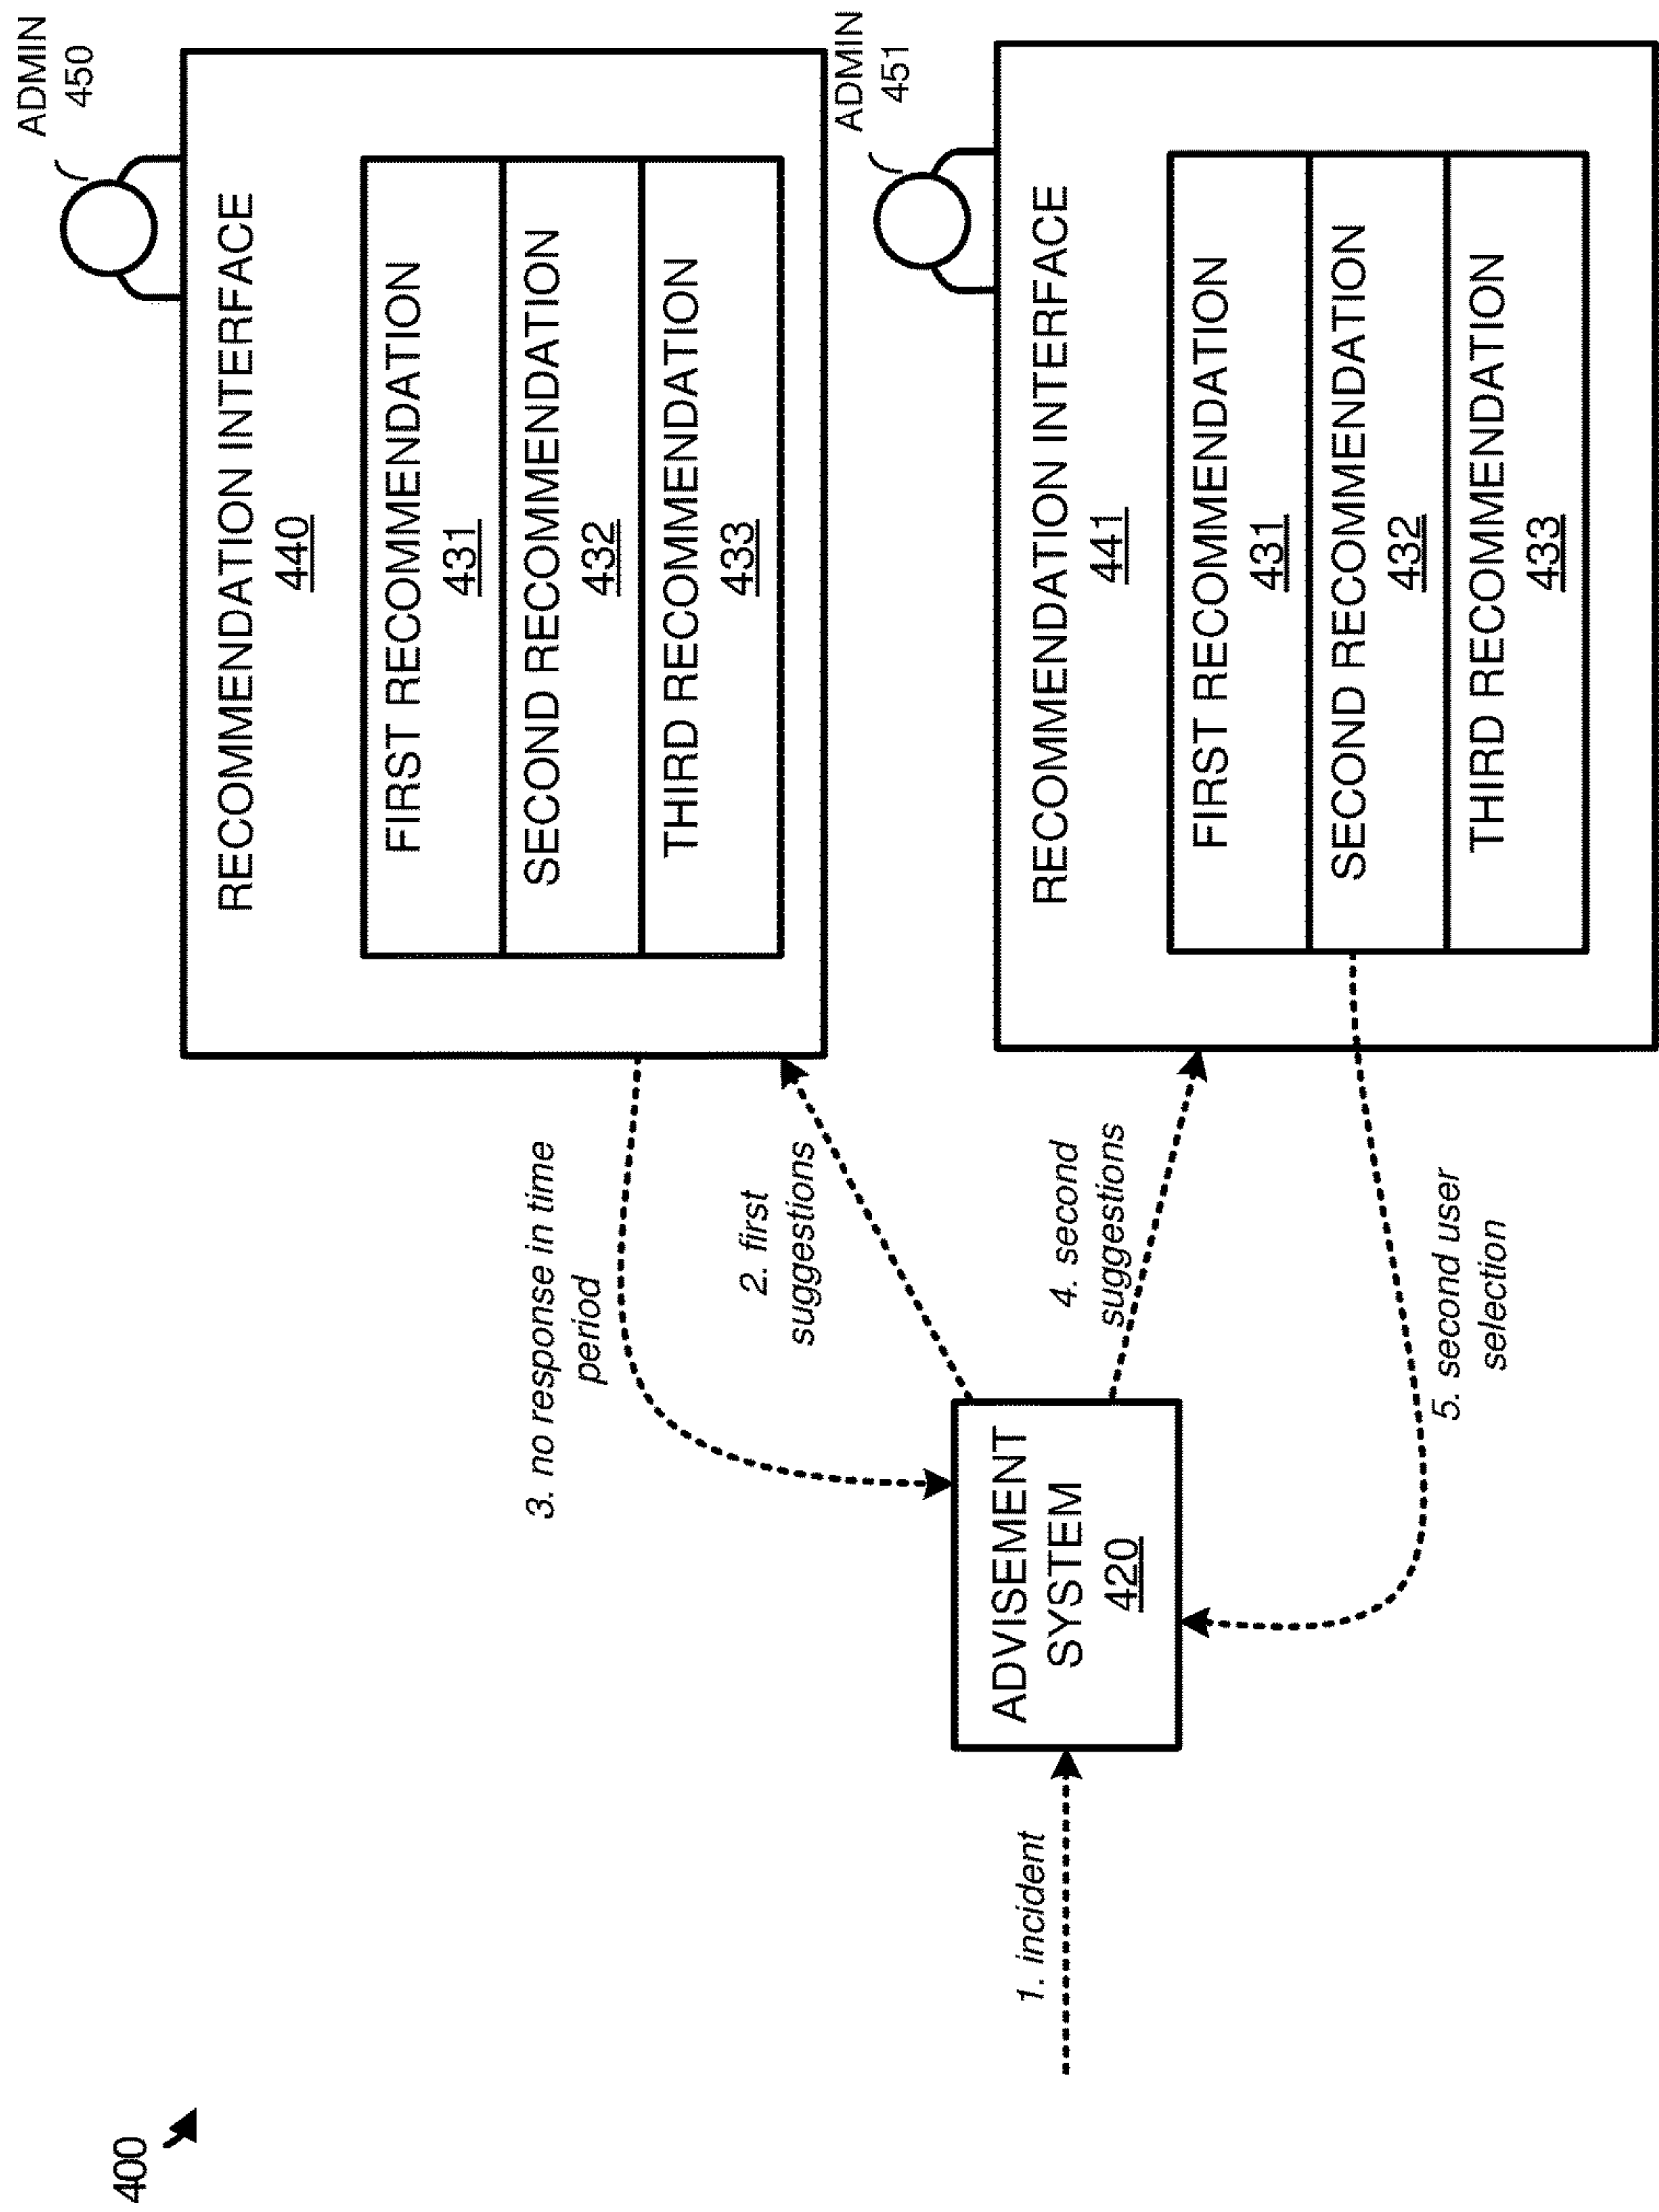 400
1. incident
ADVISEMENT
SYSTEM
420
3. no response in time
period
2. first
suggestions
4. second
suggestions
5. second user
selection
RECOMMENDATION INTERFACE
440
FIRST RECOMMENDATION
431
SECOND RECOMMENDATION
432
THIRD RECOMMENDATION
433
ADMIN
450
RECOMMENDATION INTERFACE
441
FIRST RECOMMENDATION
431
SECOND RECOMMENDATION
432
THIRD RECOMMENDATION
433
ADMIN
451